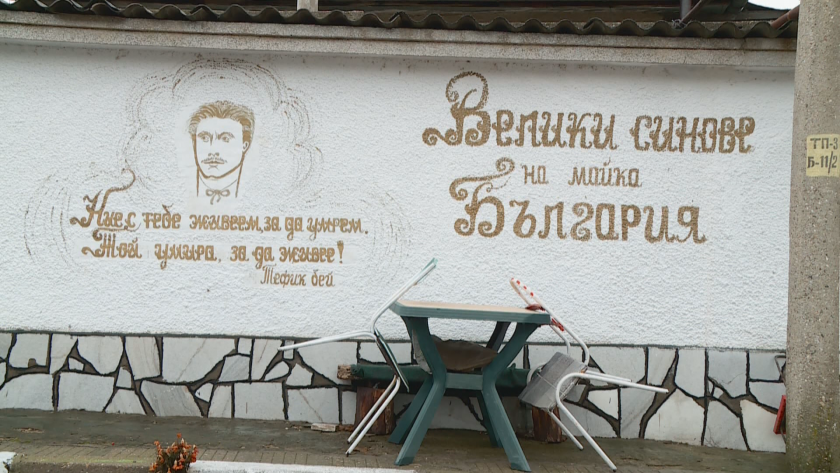 Ние с тебе живеем, за да умрем.
Той умира, за да живее!
Тефик бей
Велики синове
на майка
България
ТП-3
Б-11/2